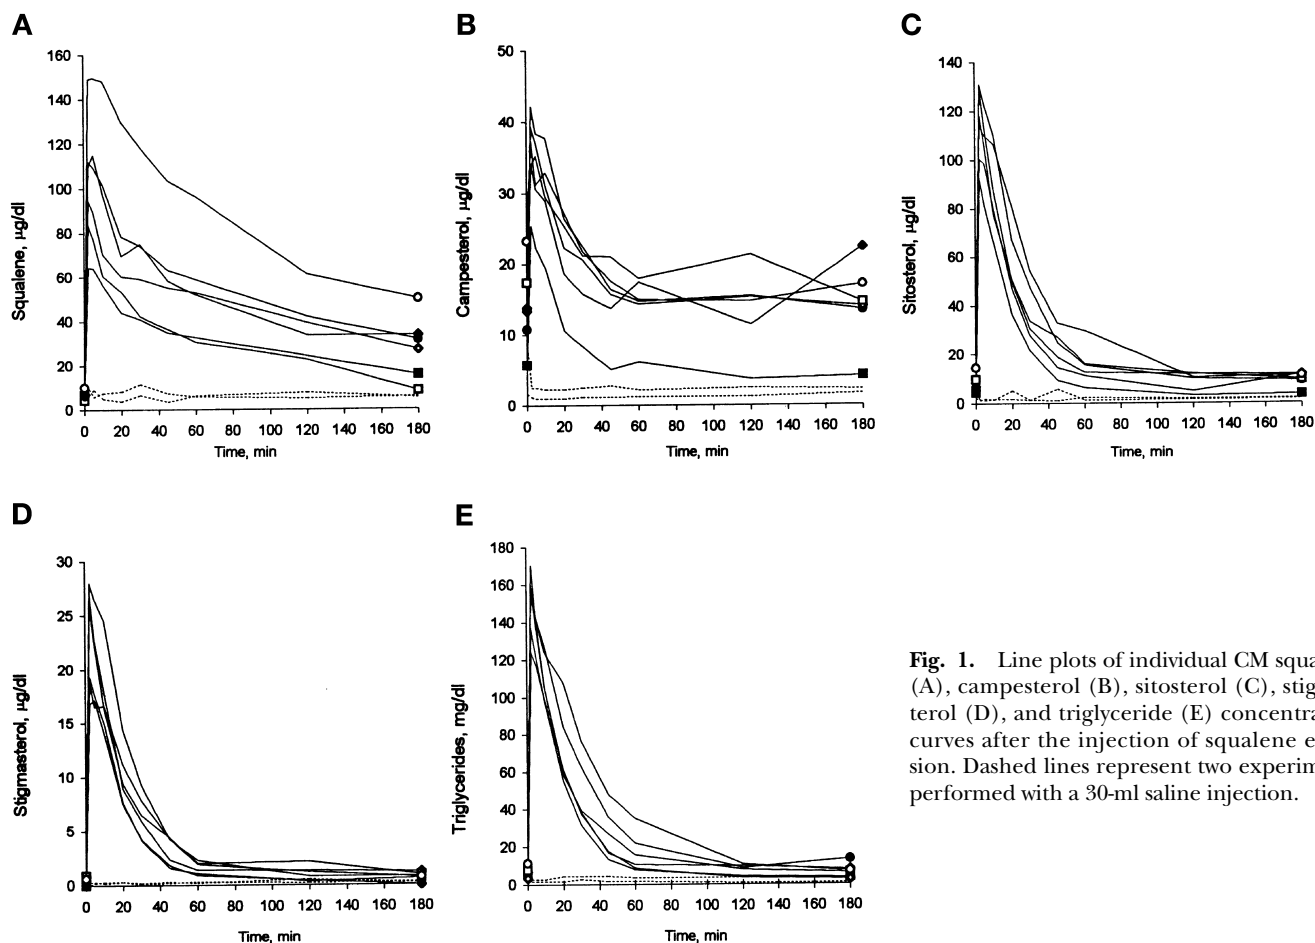 A
B
C
160
140
120
100
80
60
40
20
0
Squalene, µg/dl
0 20 40 60 80 100 120 140 160 180
Time, min
50
40
30
20
10
0
Campesterol, µg/dl
0 20 40 60 80 100 120 140 160 180
Time, min
140
120
100
80
60
40
20
0
Sitosterol, µg/dl
0 20 40 60 80 100 120 140 160 180
Time, min
D
E
30
25
20
15
10
5
0
Stigmasterol, µg/dl
0 20 40 60 80 100 120 140 160 180
Time, min
180
160
140
120
100
80
60
40
20
0
Triglycerides, mg/dl
0 20 40 60 80 100 120 140 160 180
Time, min
Fig. 1. Line plots of individual CM squa
(A), campesterol (B), sitosterol (C), stig
terol (D), and triglyceride (E) concentra
curves after the injection of squalene e
sion. Dashed lines represent two experim
performed with a 30-ml saline injection.